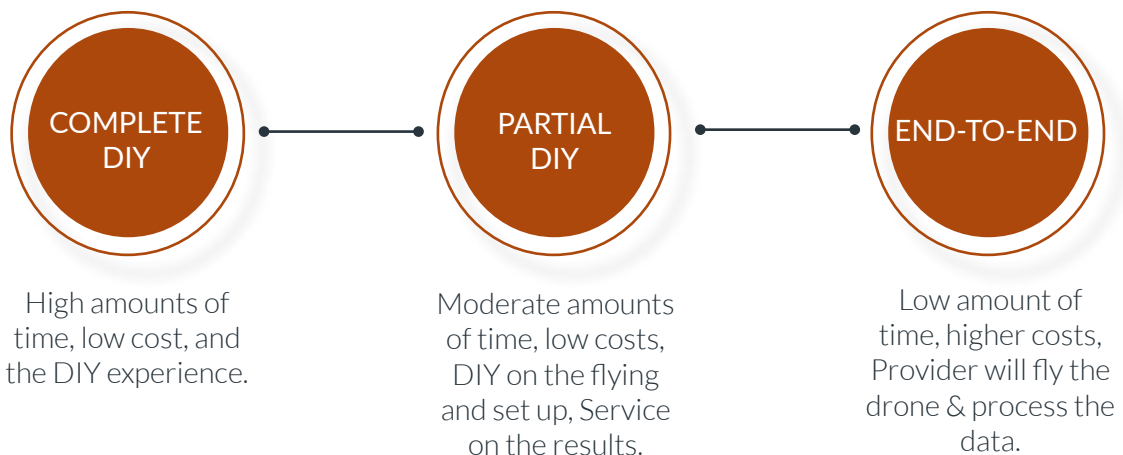 COMPLETE
DIY
High amounts of
time, low cost, and
the DIY experience.
PARTIAL
DIY
Moderate amounts
of time, low costs,
DIY on the flying
and set up, Service
on the results.
END-TO-END
Low amount of
time, higher costs,
Provider will fly the
drone & process the
data.